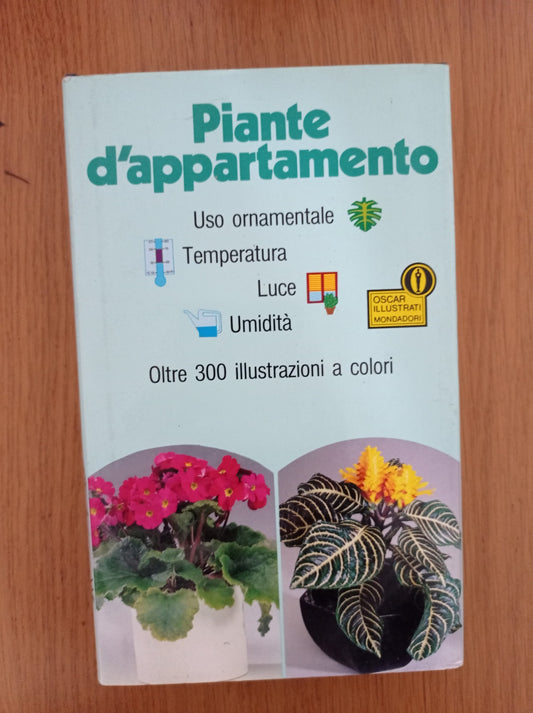 Piante
d'appartamento
Uso ornamentale
Temperatura
Luce
OSCAR
ILLUSTRATI
MONDADORI
Umidità
Oltre 300 illustrazioni a colori